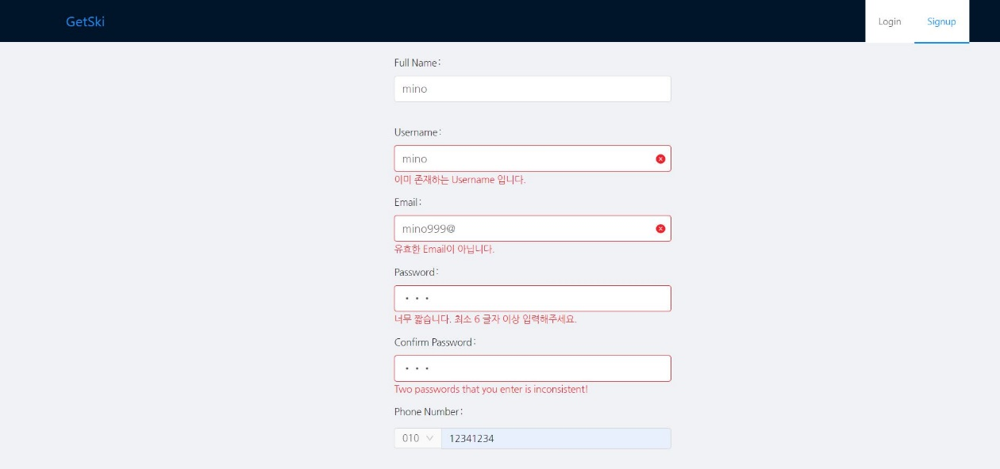 GetSki
Login
Signup
Full Name:
mino
Username:
mino
이미 존재하는 Username 입니다.
Email:
mino999@
유효한 Email이 아닙니다.
Password:
•••
너무 짧습니다. 최소 6 글자 이상 입력해주세요.
Confirm Password:
•••
Two passwords that you enter is inconsistent!
Phone Number:
010
12341234